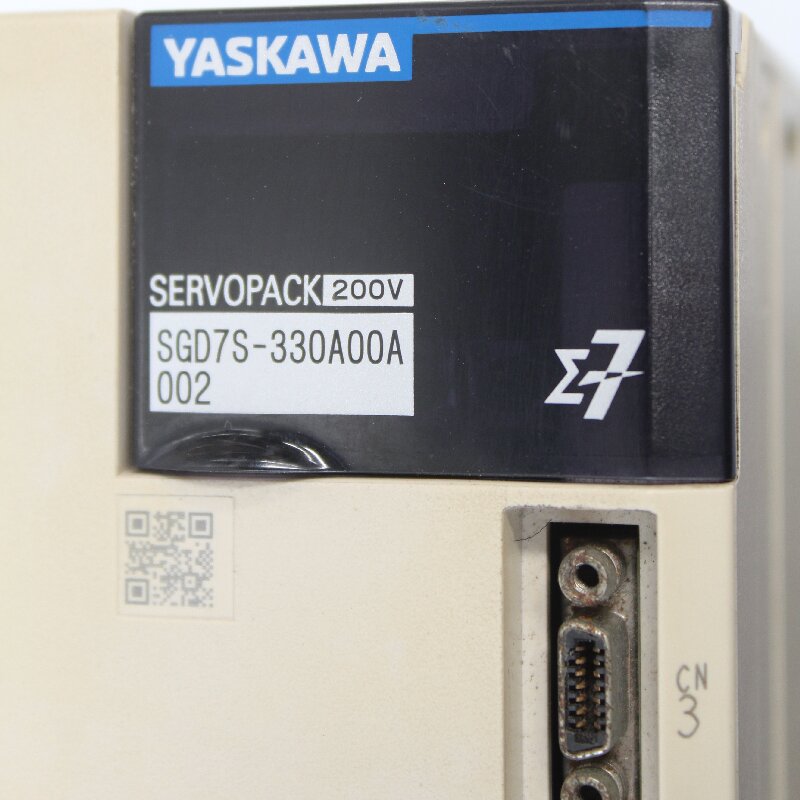 YASKAWA
SERVOPACK 200V
SGD7S-330A00A
002
Σ7
CN
3